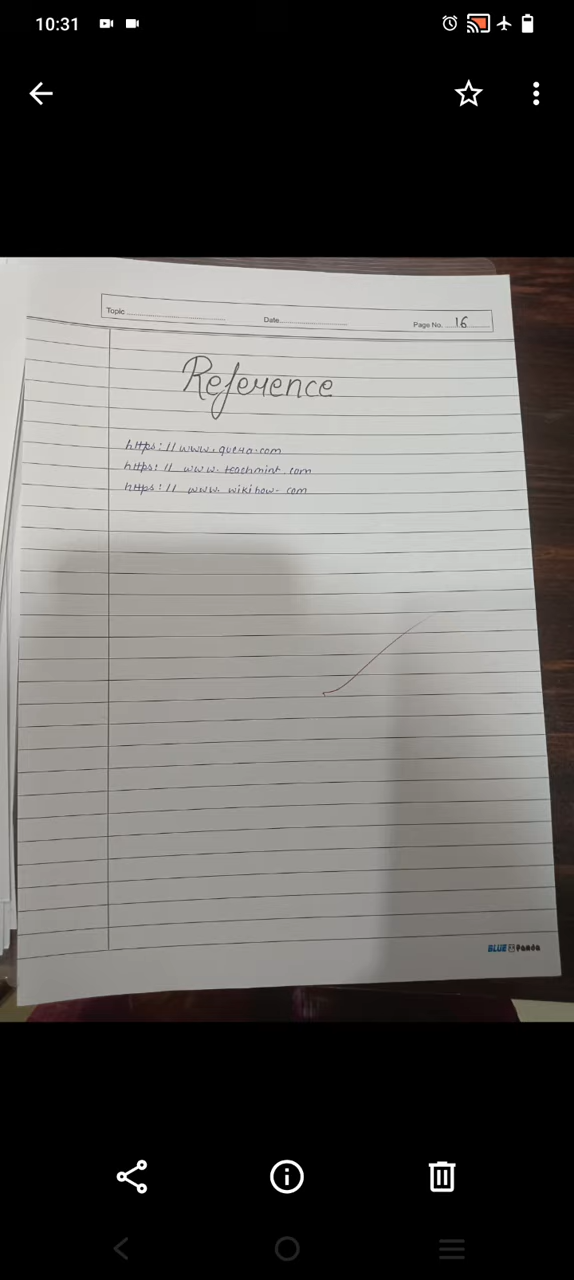 10:31
Topic
Date
Page No. 16
Reference
https://www.quera.com
https://www.teachmint.com
https://www.wikihow.com
BLUE Panda